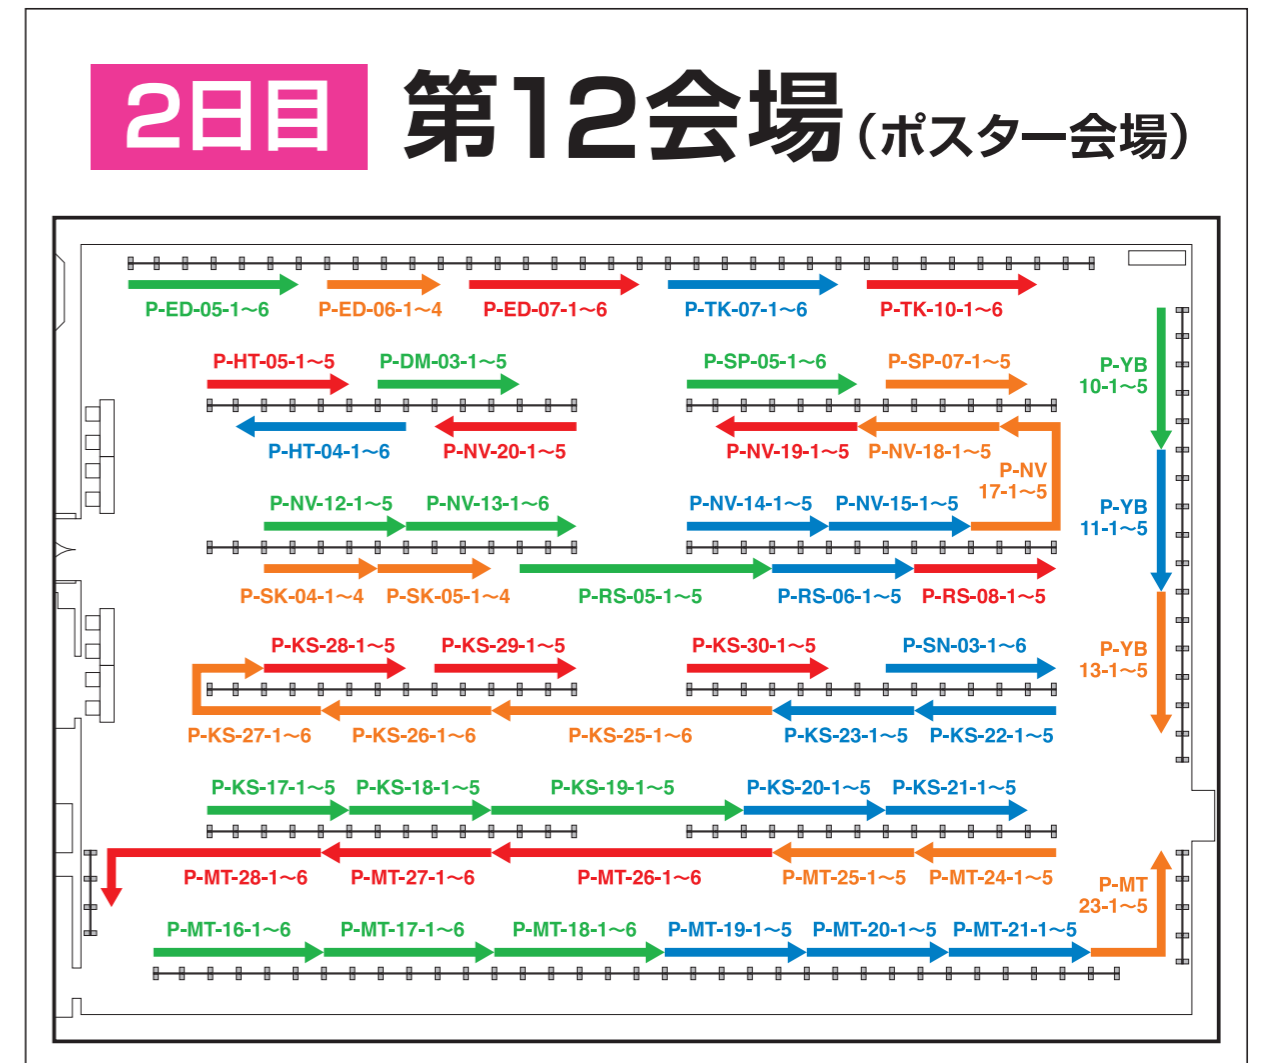 2日目 第12会場(ポスター会場)
P-ED-05-1～6 P-ED-06-1～4 P-ED-07-1～6 P-TK-07-1～6 P-TK-10-1～6
P-HT-05-1～5 P-DM-03-1～5 P-SP-05-1～6 P-SP-07-1～5
P-YB
10-1～5
P-HT-04-1～6 P-NV-20-1～5 P-NV-19-1～5 P-NV-18-1～5
P-NV
17-1～5
P-NV-12-1～5 P-NV-13-1～6 P-NV-14-1～5 P-NV-15-1～5
P-YB
11-1～5
P-SK-04-1～4 P-SK-05-1～4 P-RS-05-1～5 P-RS-06-1～5 P-RS-08-1～5
P-KS-28-1～5 P-KS-29-1～5 P-KS-30-1～5 P-SN-03-1～6
P-YB
13-1～5
P-KS-27-1～6 P-KS-26-1～6 P-KS-25-1～6 P-KS-23-1～5 P-KS-22-1～5
P-KS-17-1～5 P-KS-18-1～5 P-KS-19-1～5 P-KS-20-1～5 P-KS-21-1～5
P-MT-28-1～6 P-MT-27-1～6 P-MT-26-1～6 P-MT-25-1～5 P-MT-24-1～5
P-MT
23-1～5
P-MT-16-1～6 P-MT-17-1～6 P-MT-18-1～6 P-MT-19-1～5 P-MT-20-1～5 P-MT-21-1～5